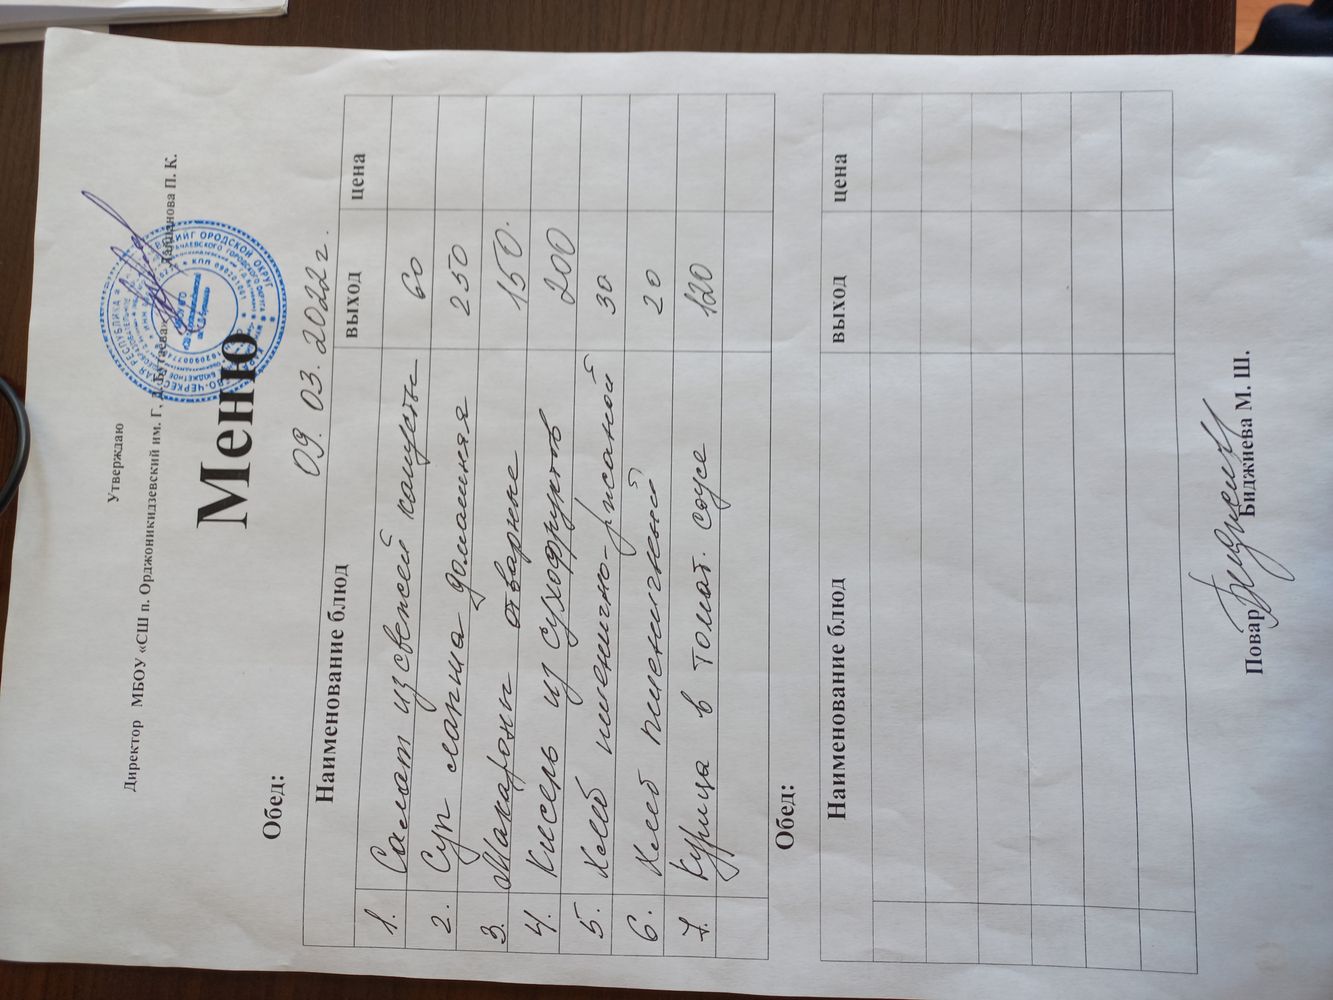 Утверждаю
Директор МБОУ «СШ п. Орджоникидзевский им. Г. Д. Бутаева» Лайпанова П. К.
Меню
09. 03. 2022г.
Обед:
Наименование блюд выход цена
1. Салат из свежей капусты 60
2. Суп лапша домашняя 250
3. Макароны отварные 150.
4. Кисель из сухофруктов 200
5. Хлеб пшенично-ржаной 30
6. Хлеб пшеничный 20
7. Курица в томат. соусе 120
Обед:
Наименование блюд выход цена
Повар Биджиева М. Ш.